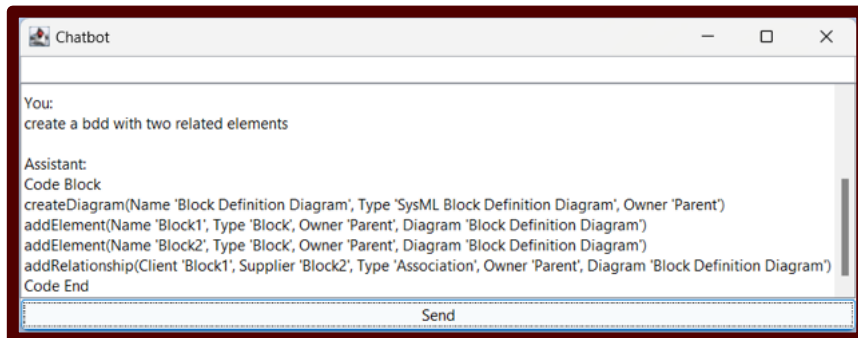 Chatbot
You:
create a bdd with two related elements
Assistant:
Code Block
createDiagram(Name 'Block Definition Diagram', Type 'SysML Block Definition Diagram', Owner 'Parent')
addElement(Name 'Block1', Type 'Block', Owner 'Parent', Diagram 'Block Definition Diagram')
addElement(Name 'Block2', Type 'Block', Owner 'Parent', Diagram 'Block Definition Diagram')
addRelationship(Client 'Block1', Supplier 'Block2', Type 'Association', Owner 'Parent', Diagram 'Block Definition Diagram')
Code End
Send